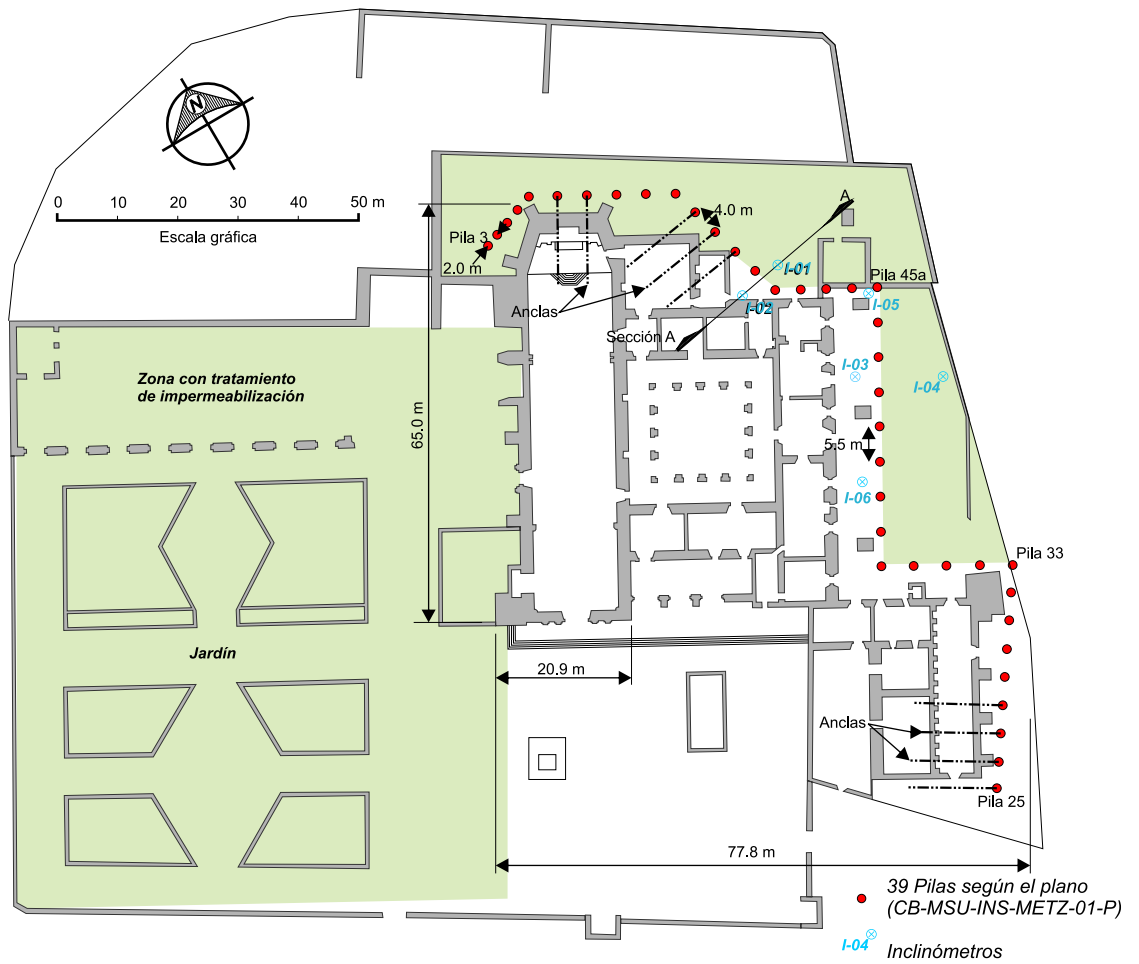 N
0 10 20 30 40 50 m
Escala gráfica
Pila 3
2.0 m
4.0 m
A
I-01
Pila 45a
I-02
I-05
Anclas
Sección A
Zona con tratamiento
de impermeabilización
I-03
I-04
65.0 m
5.5 m
I-06
Pila 33
Jardín
20.9 m
Anclas
Pila 25
77.8 m
39 Pilas según el plano
(CB-MSU-INS-METZ-01-P)
I-04
Inclinómetros